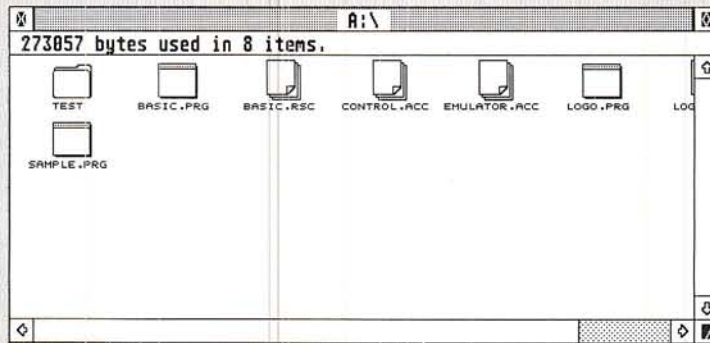 A:\
273057 bytes used in 8 items.
TEST BASIC.PRG BASIC.RSC CONTROL.ACC EMULATOR.ACC LOGO.PRG LOG
SAMPLE.PRG